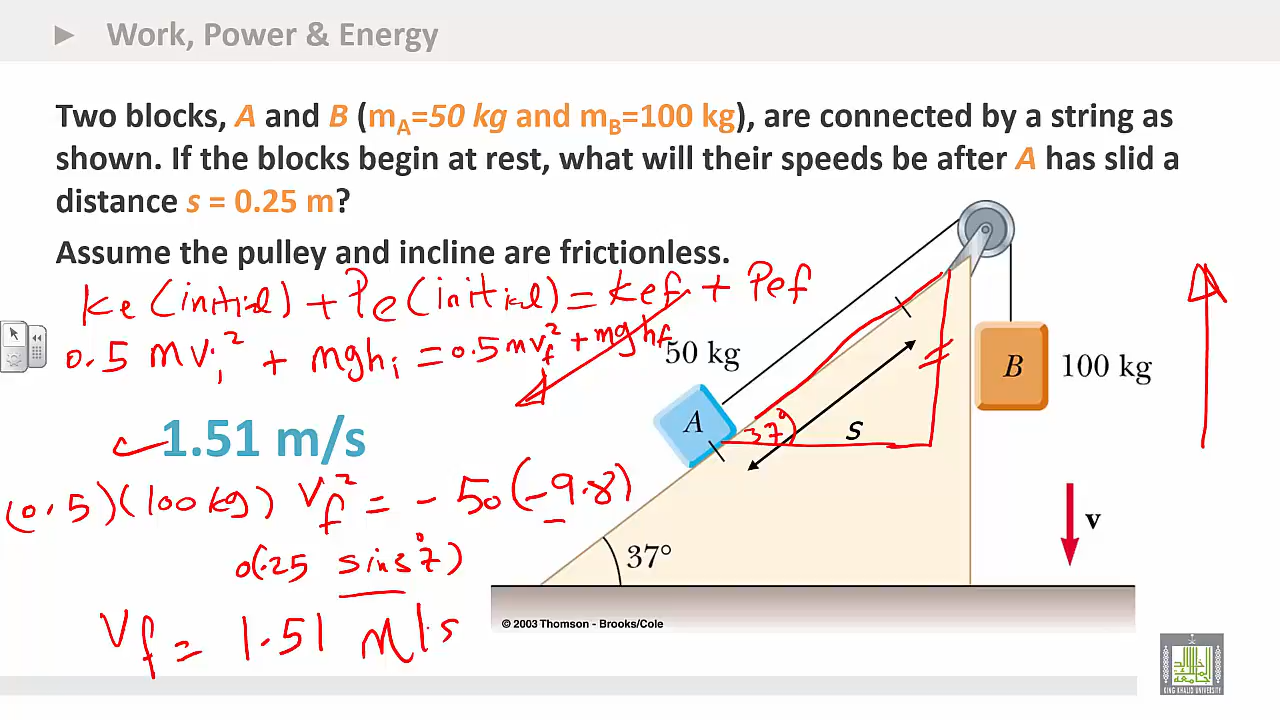 Work, Power & Energy
Two blocks, A and B (mA=50 kg and mB=100 kg), are connected by a string as
shown. If the blocks begin at rest, what will their speeds be after A has slid a
distance s = 0.25 m?
Assume the pulley and incline are frictionless.
Ke (initial) + Pe (initial) = Kef + Pef
0.5 mvi² + mghi = 0.5 mvf² + mghf
50 kg
A
37°
s
B
100 kg
1.51 m/s
(0.5)(100 kg) Vf² = - 50 (-9.8)
0(.25 sin37°)
v
37°
Vf = 1.51 m/s
© 2003 Thomson - Brooks/Cole
KING KHALID UNIVERSITY